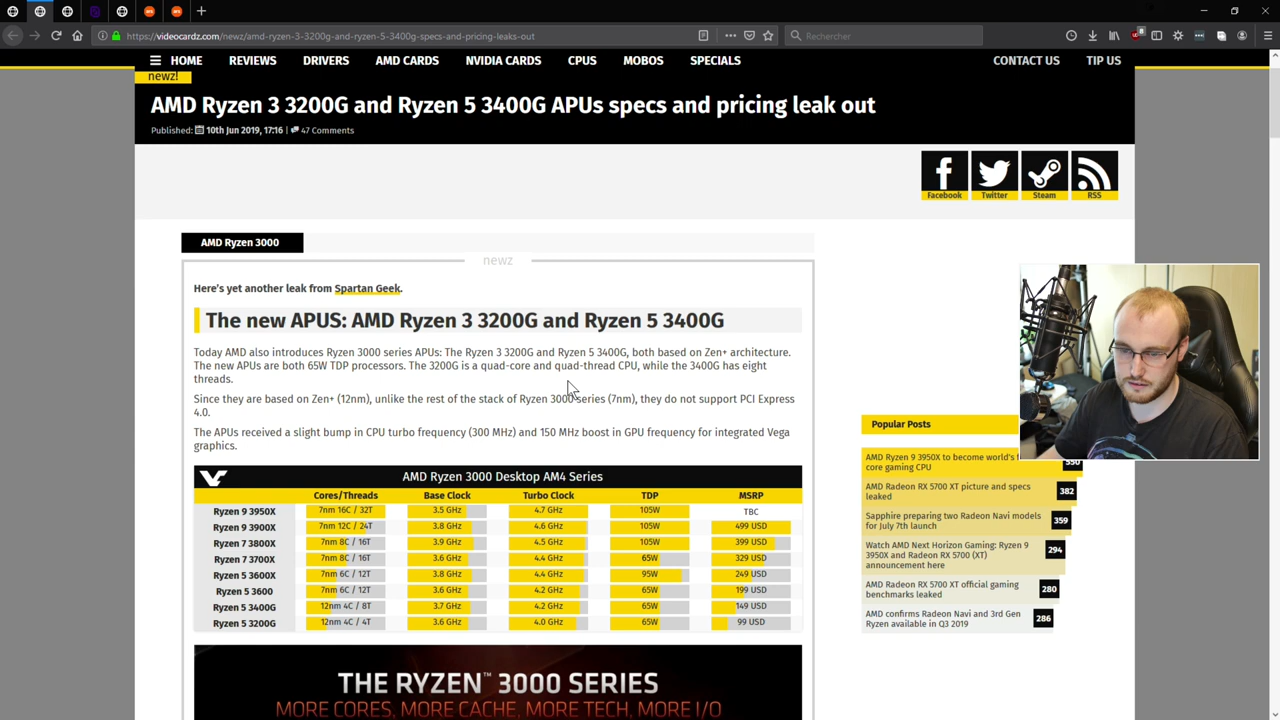 https://videocardz.com/newz/amd-ryzen-3-3200g-and-ryzen-5-3400g-specs-and-pricing-leaks-out
Rechercher
8
HOME REVIEWS DRIVERS AMD CARDS NVIDIA CARDS CPUS MOBOS SPECIALS CONTACT US TIP US
newz!
AMD Ryzen 3 3200G and Ryzen 5 3400G APUs specs and pricing leak out
Published: 10th Jun 2019, 17:16 | 47 Comments
Facebook Twitter Steam RSS
AMD Ryzen 3000
newz
Here's yet another leak from Spartan Geek.
The new APUS: AMD Ryzen 3 3200G and Ryzen 5 3400G
Today AMD also introduces Ryzen 3000 series APUs: The Ryzen 3 3200G and Ryzen 5 3400G, both based on Zen+ architecture.
The new APUs are both 65W TDP processors. The 3200G is a quad-core and quad-thread CPU, while the 3400G has eight
threads.
Since they are based on Zen+ (12nm), unlike the rest of the stack of Ryzen 3000 series (7nm), they do not support PCI Express
4.0.
The APUs received a slight bump in CPU turbo frequency (300 MHz) and 150 MHz boost in GPU frequency for integrated Vega
graphics.
AMD Ryzen 3000 Desktop AM4 Series
Cores/Threads Base Clock Turbo Clock TDP MSRP
Ryzen 9 3950X 7nm 16C / 32T 3.5 GHz 4.7 GHz 105W TBC
Ryzen 9 3900X 7nm 12C / 24T 3.8 GHz 4.6 GHz 105W 499 USD
Ryzen 7 3800X 7nm 8C / 16T 3.9 GHz 4.5 GHz 105W 399 USD
Ryzen 7 3700X 7nm 8C / 16T 3.6 GHz 4.4 GHz 65W 329 USD
Ryzen 5 3600X 7nm 6C / 12T 3.8 GHz 4.4 GHz 95W 249 USD
Ryzen 5 3600 7nm 6C / 12T 3.6 GHz 4.2 GHz 65W 199 USD
Ryzen 5 3400G 12nm 4C / 8T 3.7 GHz 4.2 GHz 65W 149 USD
Ryzen 5 3200G 12nm 4C / 4T 3.6 GHz 4.0 GHz 65W 99 USD
THE RYZEN™ 3000 SERIES
MORE CORES, MORE CACHE, MORE TECH, MORE I/O
Popular Posts
AMD Ryzen 9 3950X to become world's
core gaming CPU
550
AMD Radeon RX 5700 XT picture and specs
leaked
382
Sapphire preparing two Radeon Navi models
for July 7th launch
359
Watch AMD Next Horizon Gaming: Ryzen 9
3950X and Radeon RX 5700 (XT)
announcement here
294
AMD Radeon RX 5700 XT official gaming
benchmarks leaked
280
AMD confirms Radeon Navi and 3rd Gen
Ryzen available in Q3 2019
286